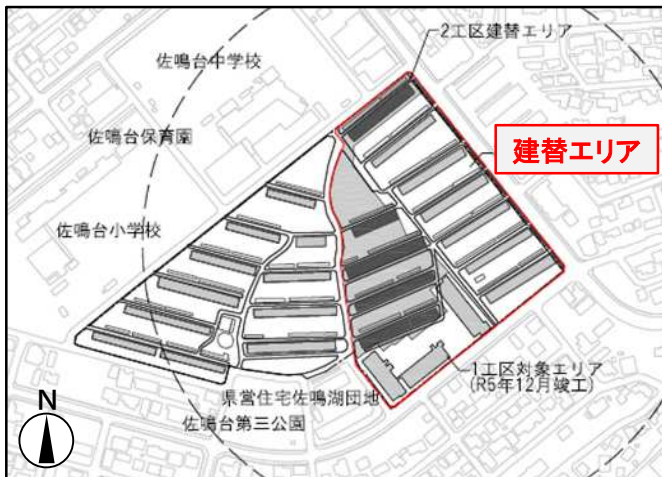 2工区建替エリア
佐鳴台中学校
佐鳴台保育園
建替エリア
佐鳴台小学校
1工区対象エリア
(R5年12月竣工)
県営住宅佐鳴湖団地
佐鳴台第三公園
N